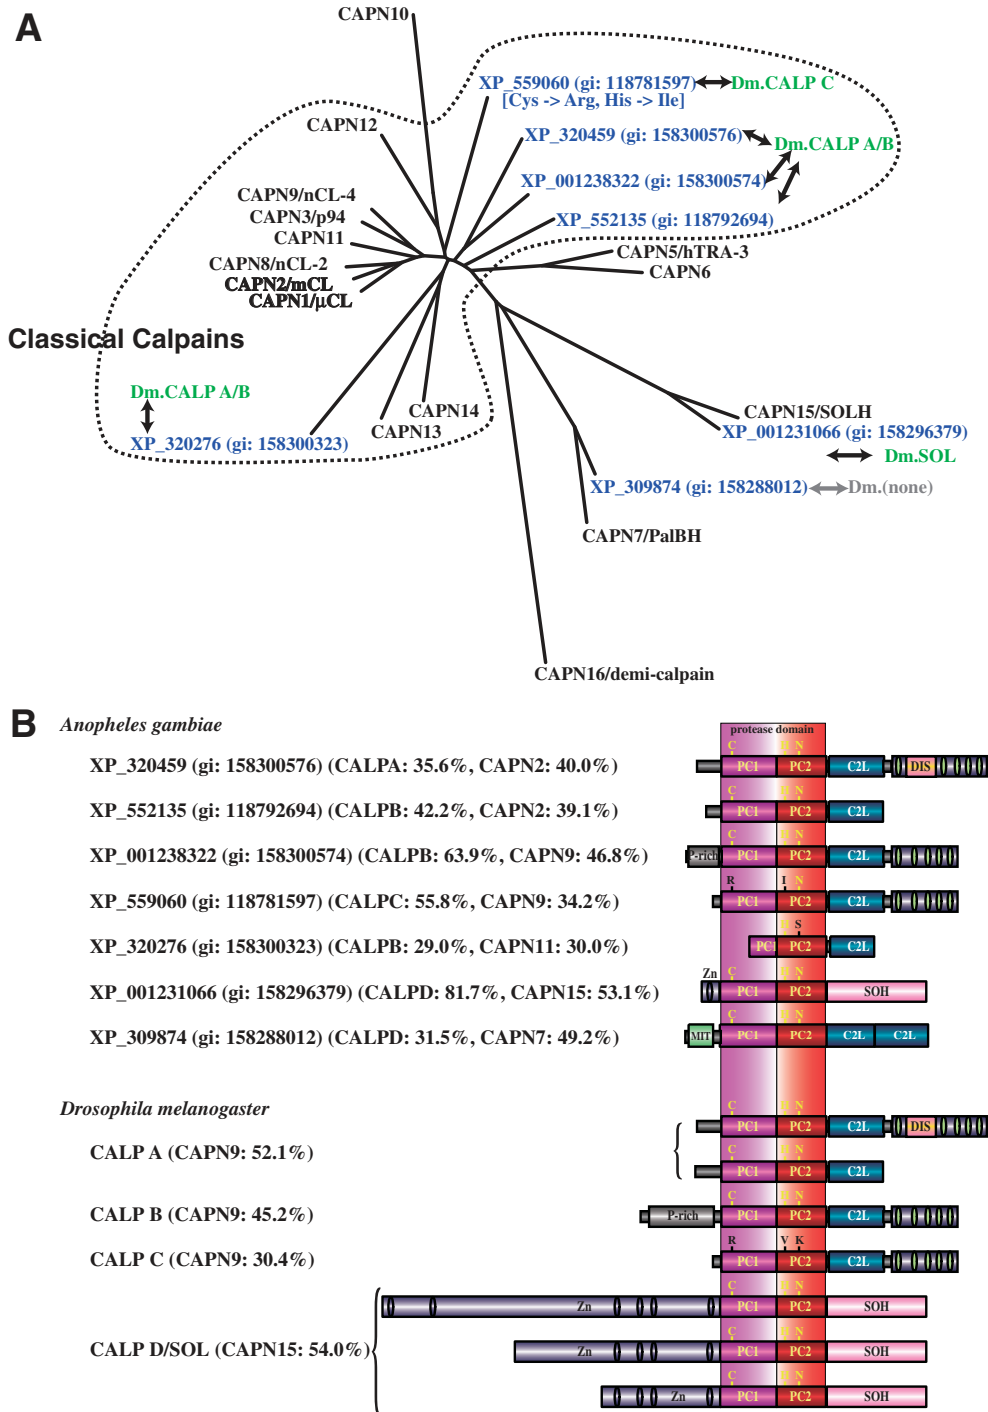 A
CAPN10
XP_559060 (gi: 118781597)
Dm.CALP C
[Cys -> Arg, His -> Ile]
CAPN12
XP_320459 (gi: 158300576)
Dm.CALP A/B
XP_001238322 (gi: 158300574)
CAPN9/nCL-4
CAPN3/p94
XP_552135 (gi: 118792694)
CAPN11
CAPN5/hTRA-3
CAPN8/nCL-2
CAPN6
CAPN2/mCL
CAPN1/μCL
Classical Calpains
Dm.CALP A/B
CAPN14
CAPN15/SOLH
CAPN13
XP_001231066 (gi: 158296379)
XP_320276 (gi: 158300323)
Dm.SOL
XP_309874 (gi: 158288012)
Dm.(none)
CAPN7/PalBH
CAPN16/demi-calpain
B
Anopheles gambiae
protease domain
C H N
XP_320459 (gi: 158300576) (CALPA: 35.6%, CAPN2: 40.0%)
PC1 PC2 C2L DIS
C H N
XP_552135 (gi: 118792694) (CALPB: 42.2%, CAPN2: 39.1%)
PC1 PC2 C2L
C H N
XP_001238322 (gi: 158300574) (CALPB: 63.9%, CAPN9: 46.8%)
P-rich PC1 PC2 C2L
R I N
XP_559060 (gi: 118781597) (CALPC: 55.8%, CAPN9: 34.2%)
PC1 PC2 C2L
H S
XP_320276 (gi: 158300323) (CALPB: 29.0%, CAPN11: 30.0%)
PC1 PC2 C2L
Zn C H N
XP_001231066 (gi: 158296379) (CALPD: 81.7%, CAPN15: 53.1%)
PC1 PC2 SOH
C H N
XP_309874 (gi: 158288012) (CALPD: 31.5%, CAPN7: 49.2%)
MIT PC1 PC2 C2L C2L
Drosophila melanogaster
C H N
PC1 PC2 C2L DIS
CALP A (CAPN9: 52.1%)
C H N
PC1 PC2 C2L
C H N
CALP B (CAPN9: 45.2%)
P-rich PC1 PC2 C2L
R V K
CALP C (CAPN9: 30.4%)
PC1 PC2 C2L
C H N
Zn PC1 PC2 SOH
C H N
CALP D/SOL (CAPN15: 54.0%)
Zn PC1 PC2 SOH
C H N
Zn PC1 PC2 SOH